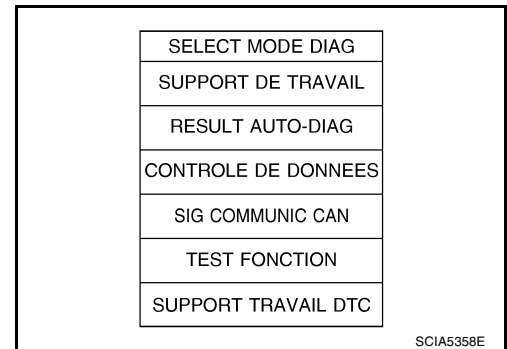 SELECT MODE DIAG
SUPPORT DE TRAVAIL
RESULT AUTO-DIAG
CONTROLE DE DONNEES
SIG COMMUNIC CAN
TEST FONCTION
SUPPORT TRAVAIL DTC
SCIA5358E